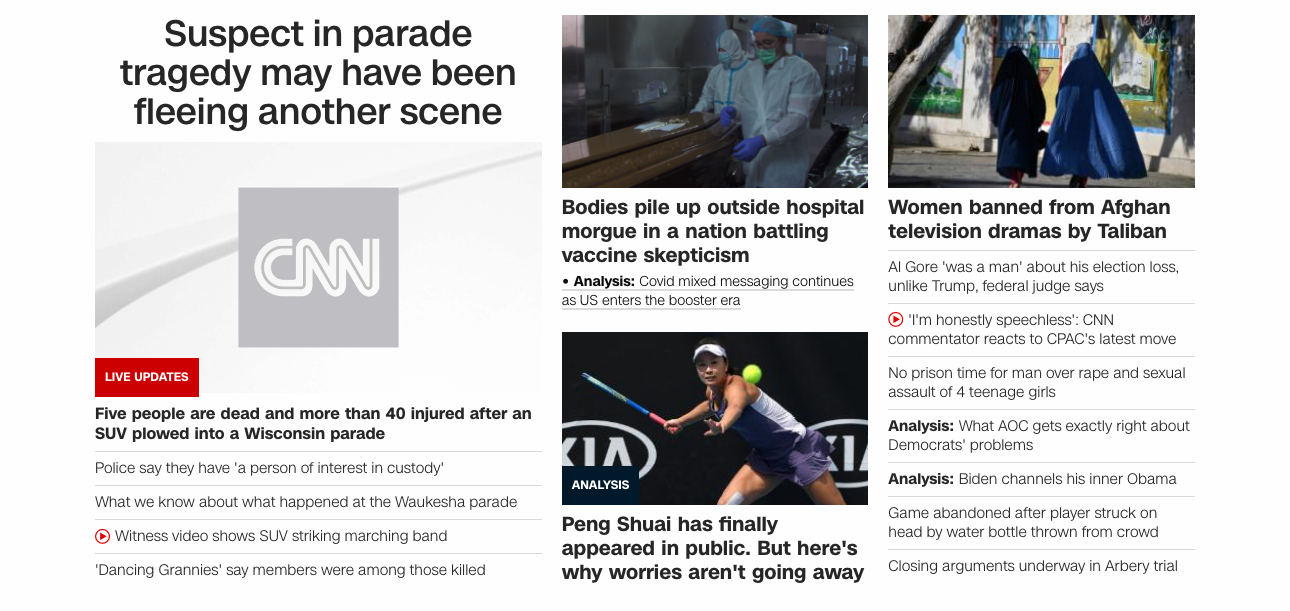 Suspect in parade
tragedy may have been
fleeing another scene
CNN
LIVE UPDATES
Five people are dead and more than 40 injured after an
SUV plowed into a Wisconsin parade
Police say they have 'a person of interest in custody'
What we know about what happened at the Waukesha parade
Witness video shows SUV striking marching band
'Dancing Grannies' say members were among those killed
Bodies pile up outside hospital
morgue in a nation battling
vaccine skepticism
• Analysis: Covid mixed messaging continues
as US enters the booster era
KIA
KIA
ANALYSIS
Peng Shuai has finally
appeared in public. But here's
why worries aren't going away
Women banned from Afghan
television dramas by Taliban
Al Gore 'was a man' about his election loss,
unlike Trump, federal judge says
'I'm honestly speechless': CNN
commentator reacts to CPAC's latest move
No prison time for man over rape and sexual
assault of 4 teenage girls
Analysis: What AOC gets exactly right about
Democrats' problems
Analysis: Biden channels his inner Obama
Game abandoned after player struck on
head by water bottle thrown from crowd
Closing arguments underway in Arbery trial